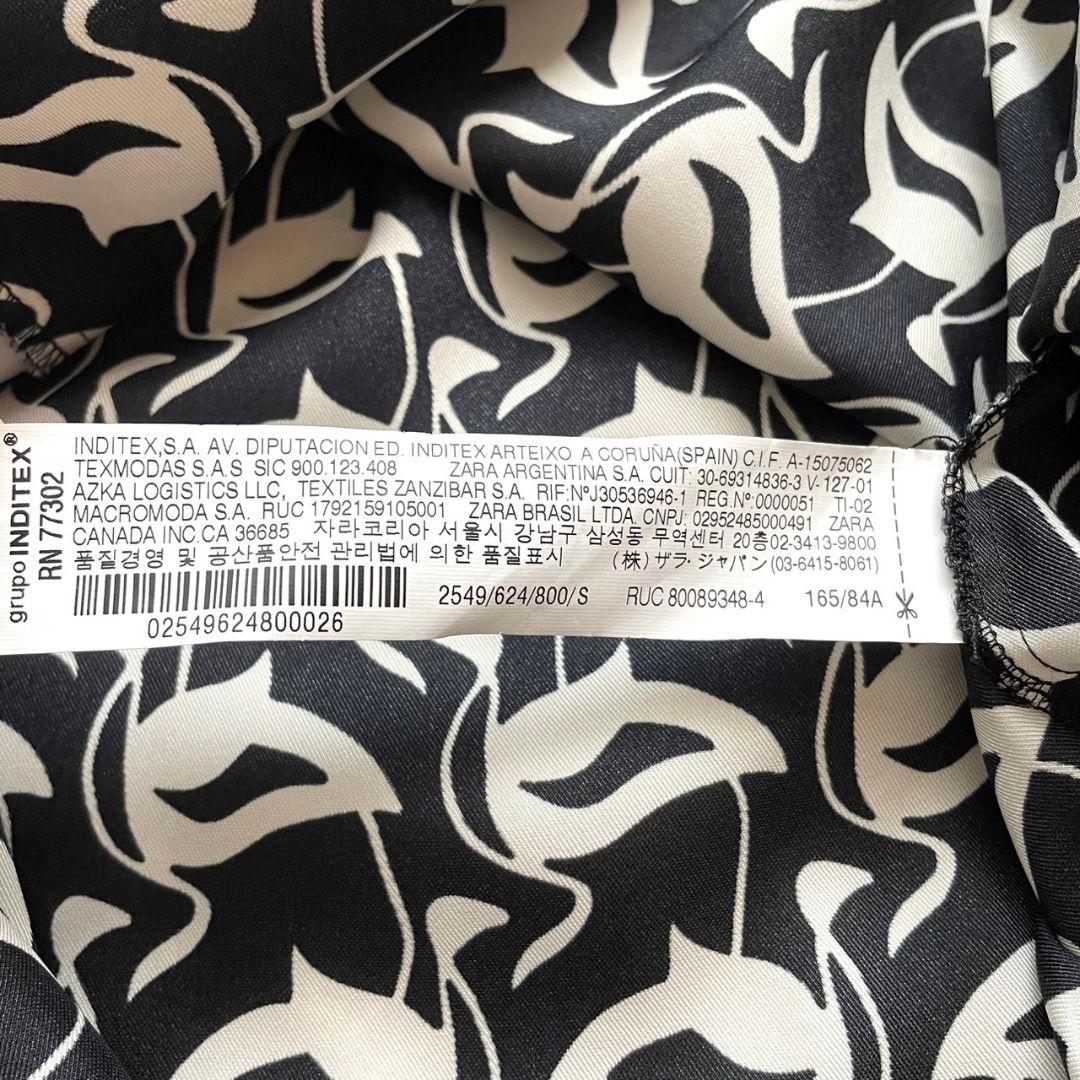 grupo INDITEX®
RN 77302
INDITEX,S.A. AV. DIPUTACION ED. INDITEX ARTEIXO A CORUÑA(SPAIN) C.I.F. A-15075062
TEXMODAS S.A.S SIC 900.123.408 ZARA ARGENTINA S.A. CUIT: 30-69314836-3 V-127-01
AZKA LOGISTICS LLC, TEXTILES ZANZIBAR S.A. RIF:NºJ30536946-1 REG.Nº:0000051 TI-02
MACROMODA S.A. RUC 1792159105001 ZARA BRASIL LTDA, CNPJ: 02952485000491 ZARA
CANADA INC.CA 36685 자라코리아 서울시 강남구 삼성동 무역센터 20층02-3413-9800
품질경영 및 공산품안전 관리법에 의한 품질표시 (株) ザラ・ジャパン(03-6415-8061)
2549/624/800/S RUC 80089348-4 165/84A
02549624800026